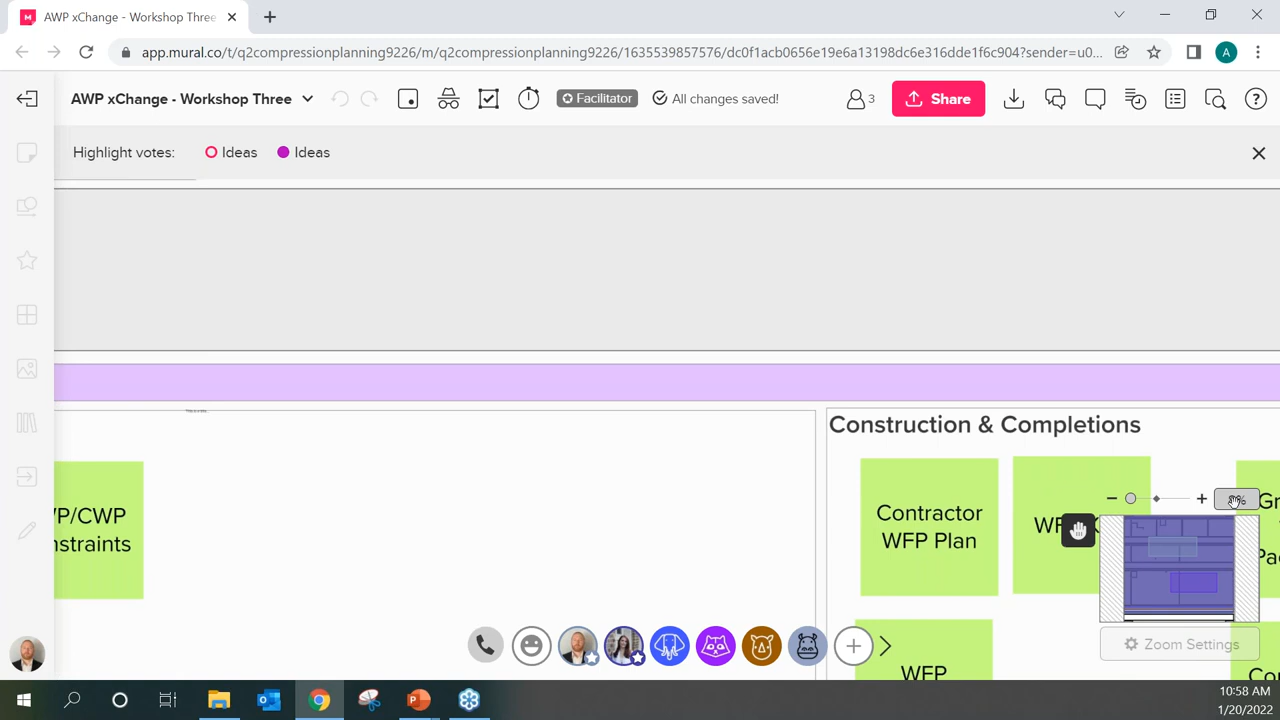 AWP xChange - Workshop Three
app.mural.co/t/q2compressionplanning9226/m/q2compressionplanning9226/1635539857576/dc0f1acb0656e19e6a13198dc6e316dde1f6c904?sender=u0...
A
AWP xChange - Workshop Three
Facilitator
All changes saved!
3
Share
Highlight votes:
Ideas
Ideas
Construction & Completions
P/CWP
straints
Contractor
WFP Plan
WF
Gr
Pac
WFP
Co
Zoom Settings
10:58 AM
1/20/2022